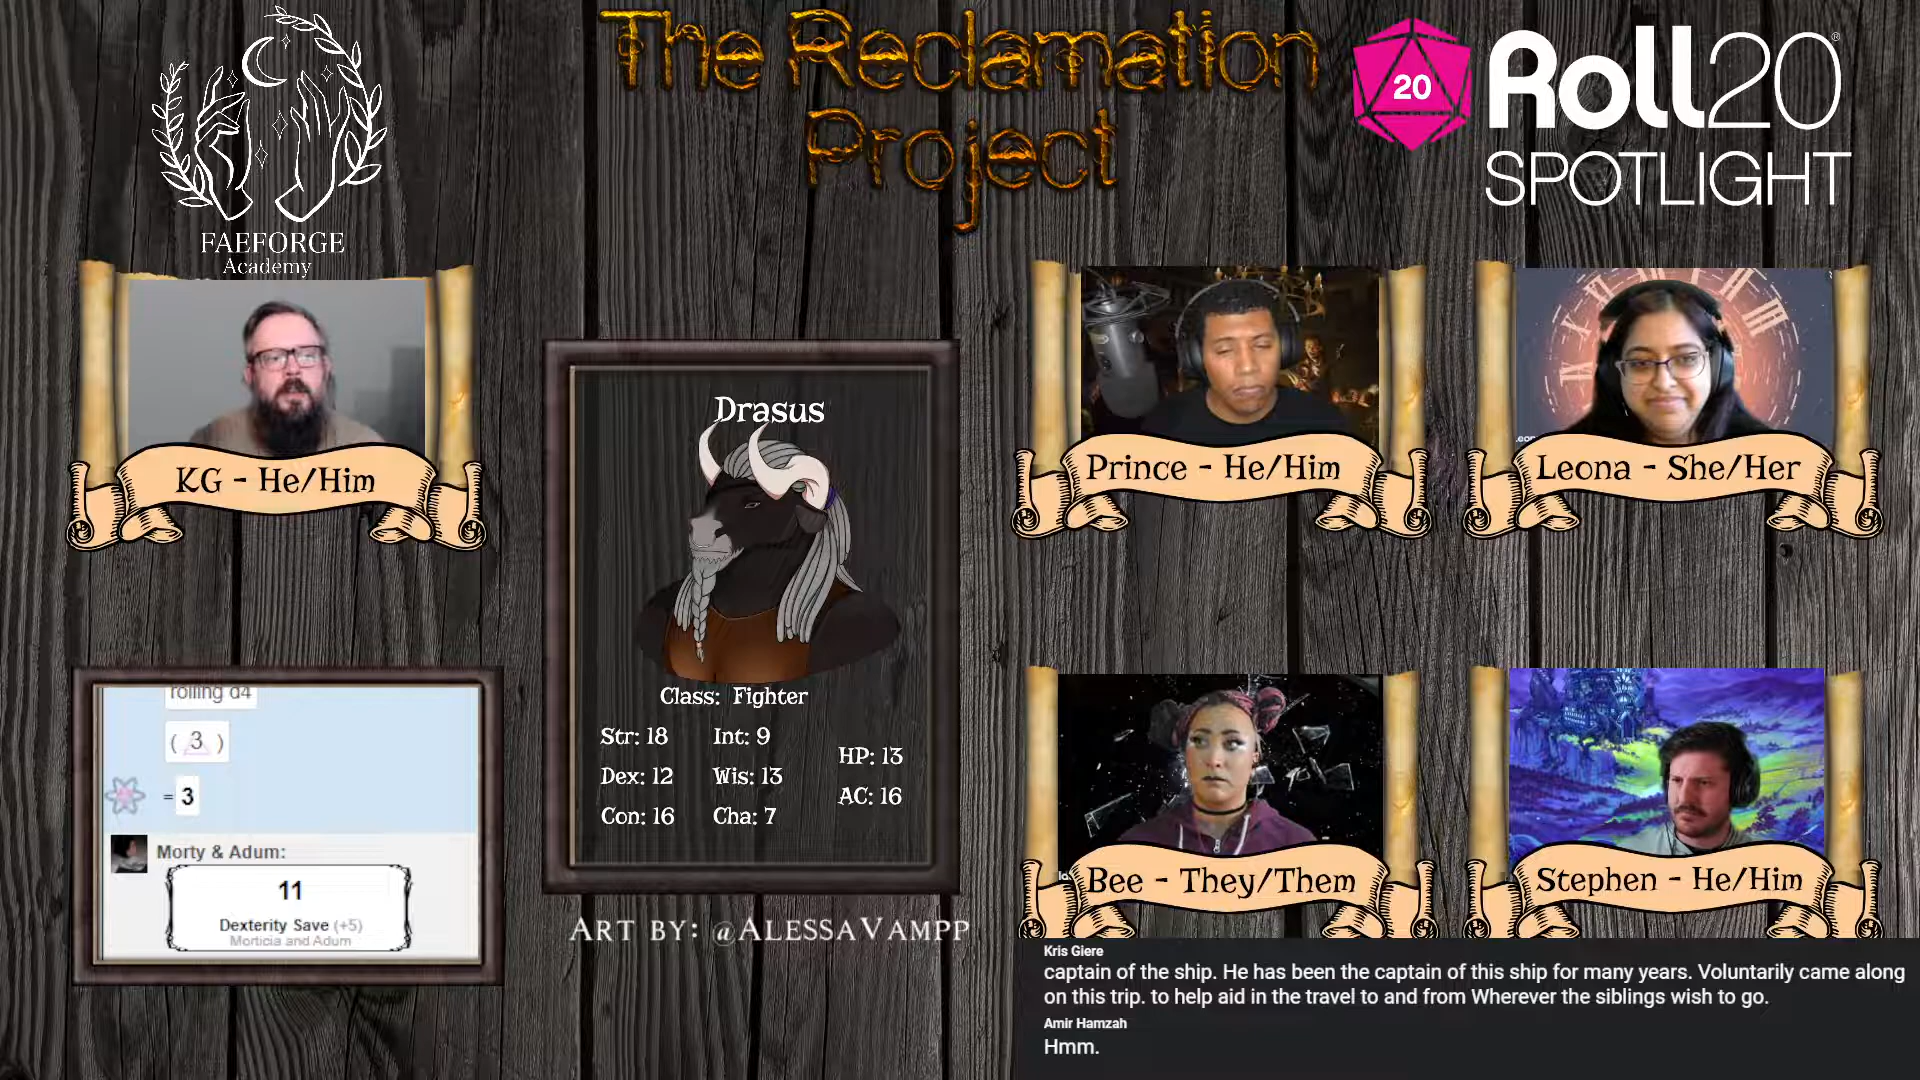 The Reclamation
Project
20
Roll20®
SPOTLIGHT
FAEFORGE
Academy
KG - He/Him
Prince - He/Him
Leona - She/Her
Drasus
Class: Fighter
Str: 18 Int: 9
HP: 13
Dex: 12 Wis: 13
AC: 16
Con: 16 Cha: 7
ART BY: @ALESSAVAMPP
rolling d4
( 3 )
= 3
Morty & Adum:
11
Dexterity Save (+5)
Morticia and Adum
Bee - They/Them
Stephen - He/Him
Kris Giere
captain of the ship. He has been the captain of this ship for many years. Voluntarily came along
on this trip. to help aid in the travel to and from Wherever the siblings wish to go.
Amir Hamzah
Hmm.